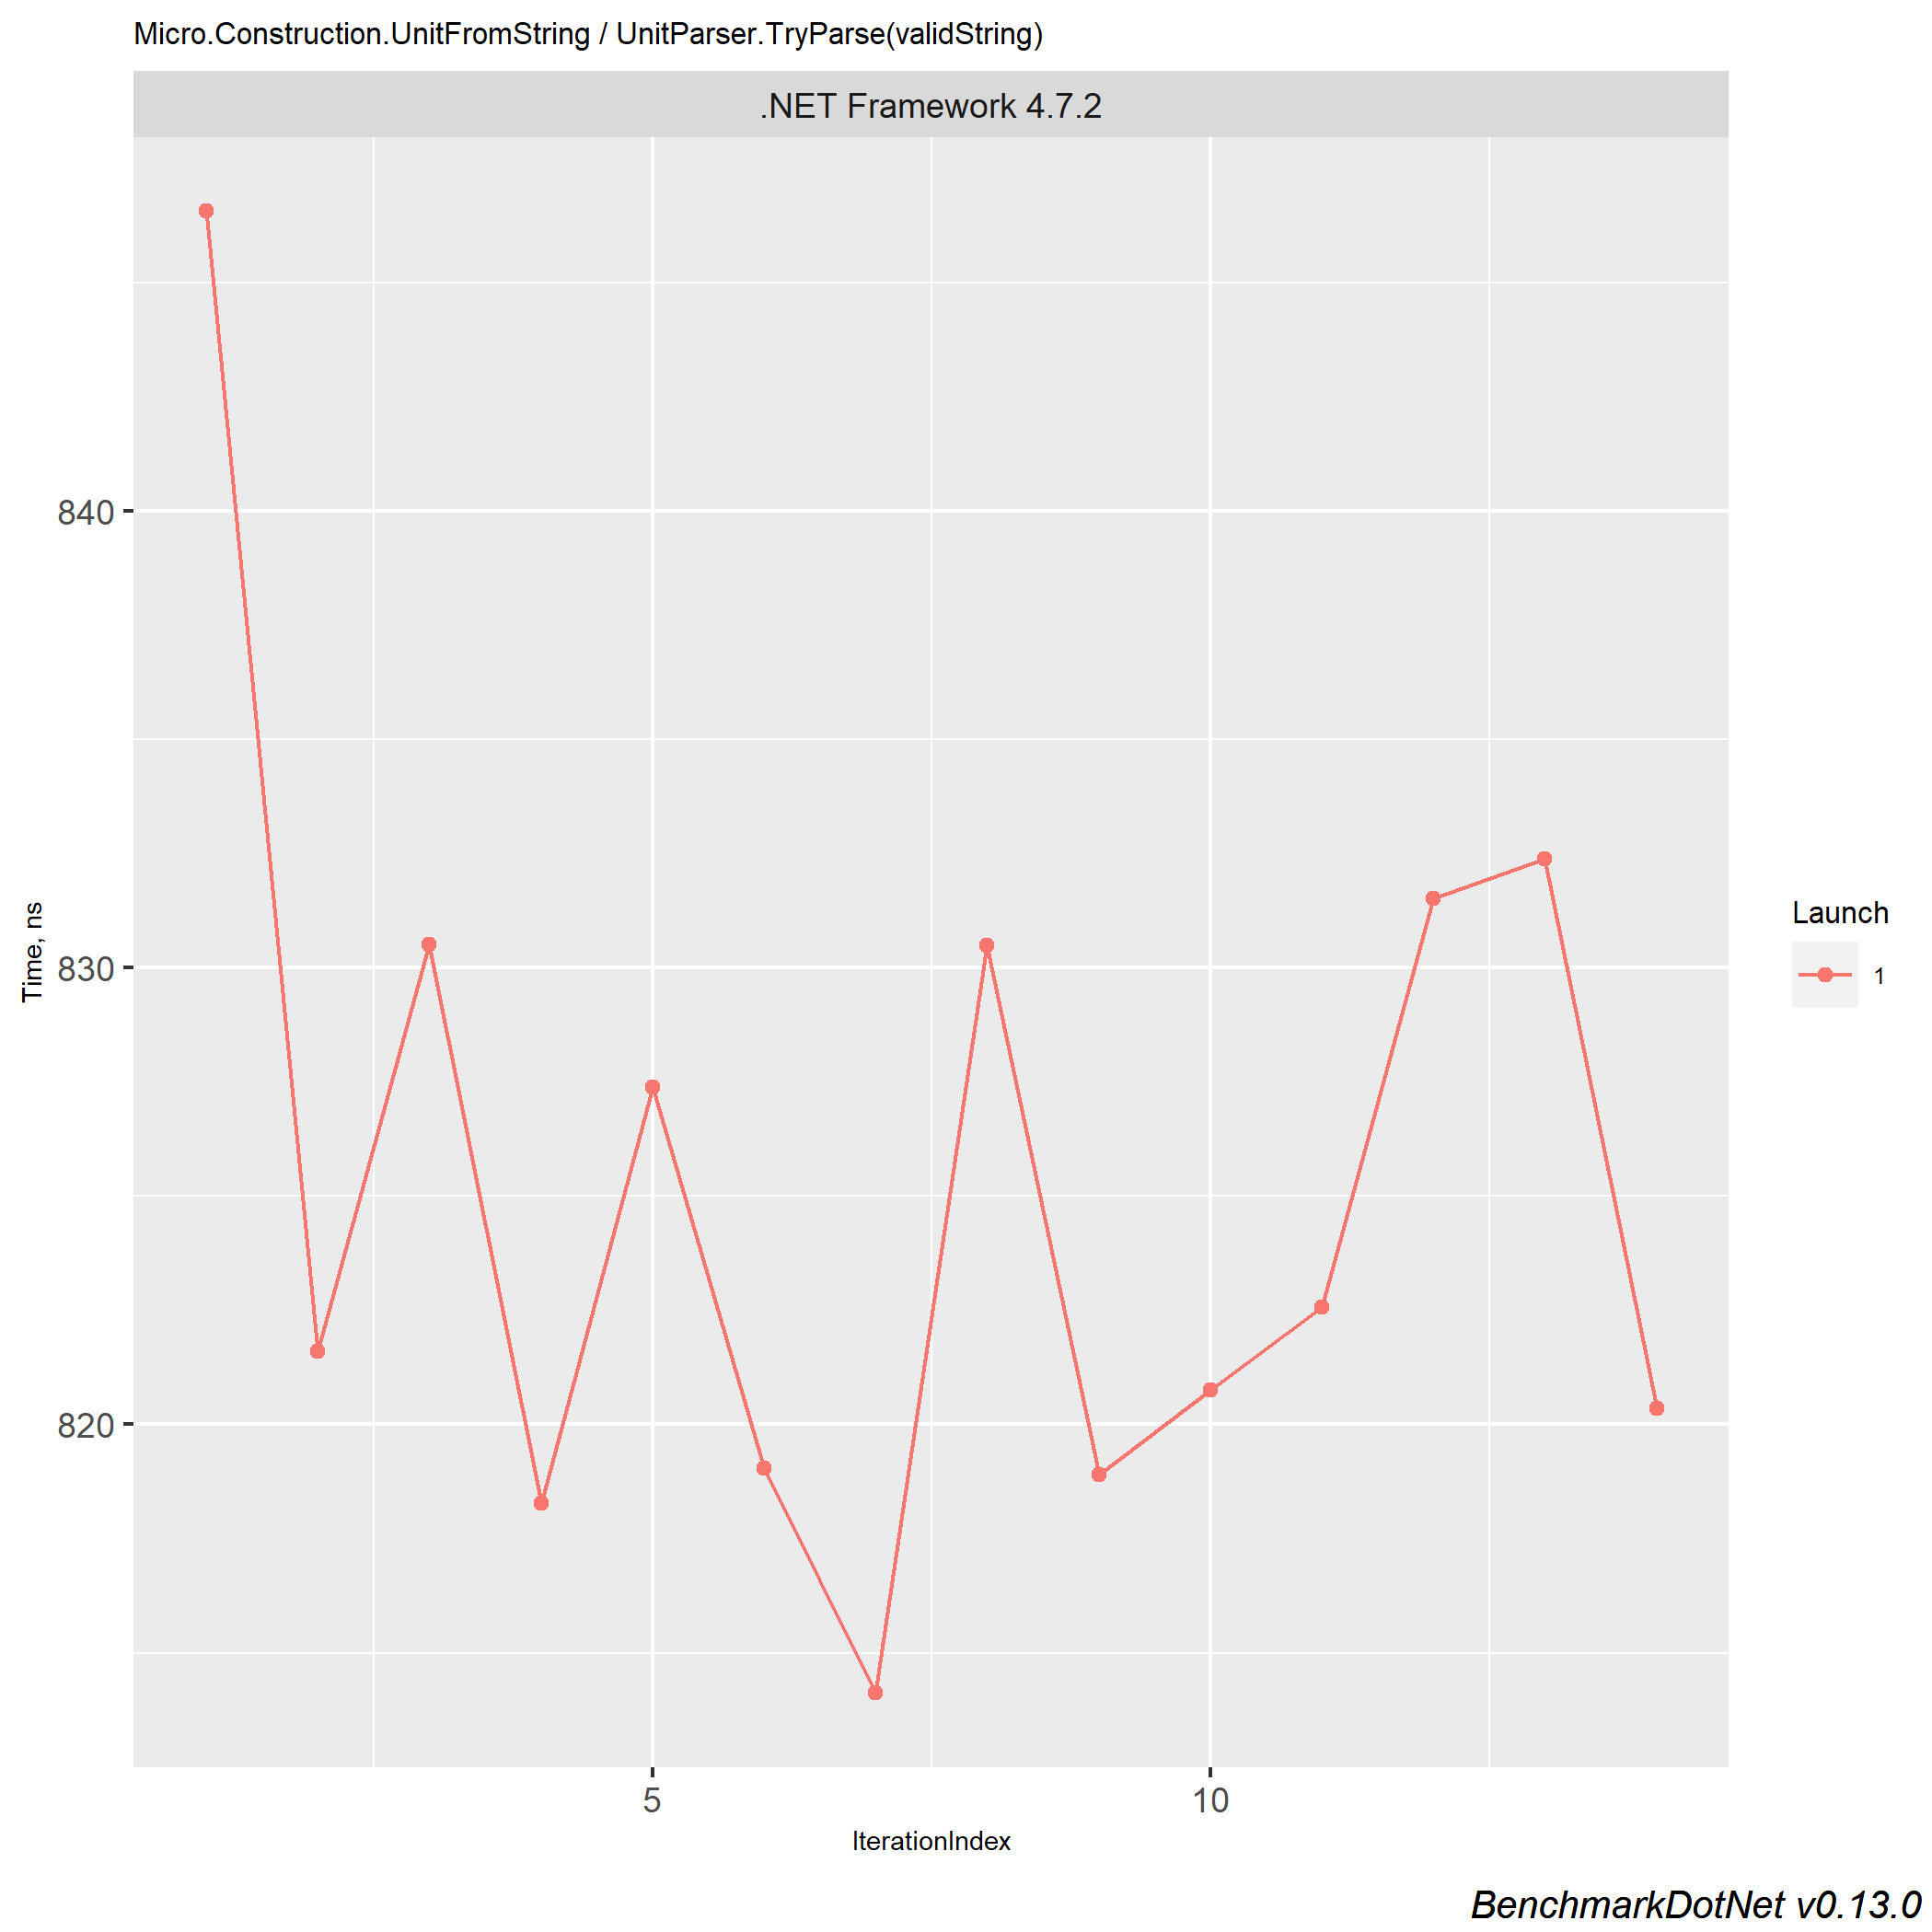 Micro.Construction.UnitFromString / UnitParser.TryParse(validString)
.NET Framework 4.7.2
840
830
820
Time, ns
5
10
IterationIndex
Launch
1
BenchmarkDotNet v0.13.0